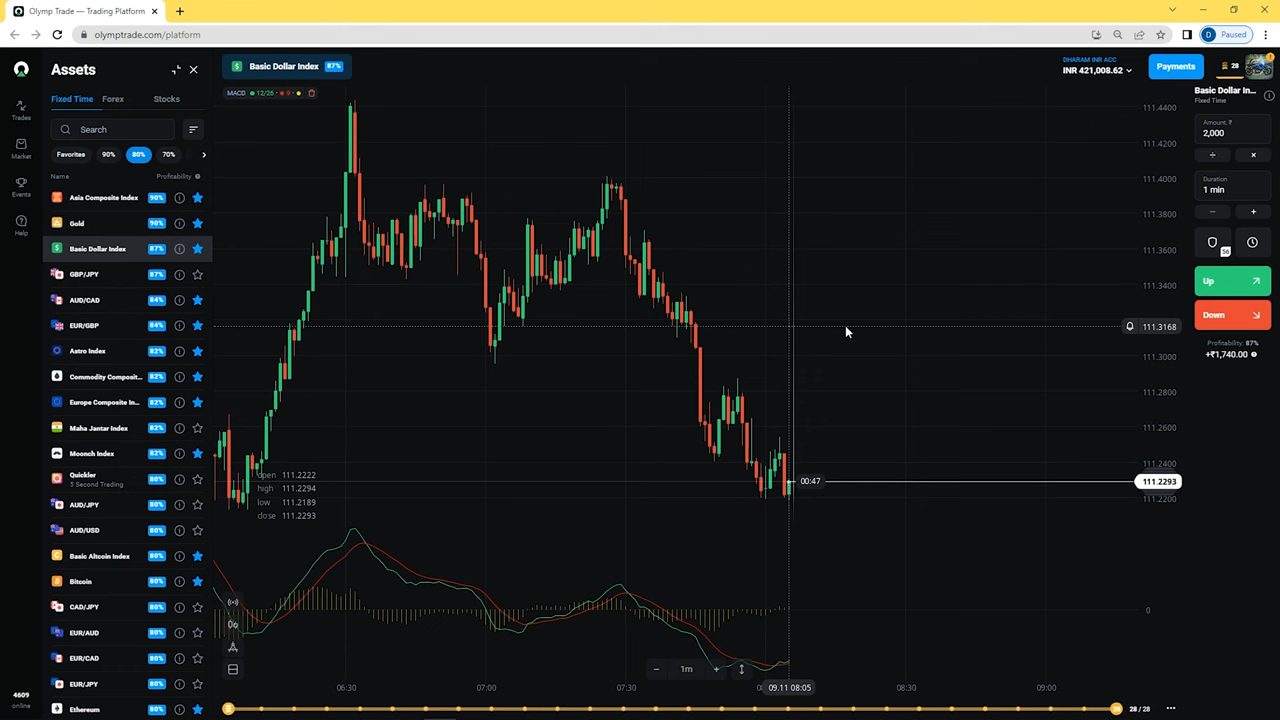 Olymp Trade — Trading Platform
olymptrade.com/platform
D Paused
Assets
Fixed Time Forex Stocks
Search
Favorites 90% 80% 70%
Name Profitability
Asia Composite Index 90%
Gold 90%
Basic Dollar Index 87%
GBP/JPY 87%
AUD/CAD 84%
EUR/GBP 84%
Astro Index 82%
Commodity Composit... 82%
Europe Composite In... 82%
Maha Jantar Index 82%
Moonch Index 82%
Quickler
5 Second Trading 80%
AUD/JPY 80%
AUD/USD 80%
Basic Altcoin Index 80%
Bitcoin 80%
CAD/JPY 80%
EUR/AUD 80%
EUR/CAD 80%
EUR/JPY 80%
Ethereum 80%
Trades
Market
Events
Help
4609
online
Basic Dollar Index 87%
MACD 12/26 9
DHARAM INR ACC
INR 421,008.62
Payments
28
111.4400
111.4200
111.4000
111.3800
111.3600
111.3400
111.3168
111.3000
111.2800
111.2600
111.2400
111.2293
111.2200
0
00:47
open 111.2222
high 111.2294
low 111.2189
close 111.2293
1m
06:30 07:00 07:30 09.11 08:05 08:30 09:00
28 / 28
Basic Dollar In...
Fixed Time
Amount, ₹
2,000
÷ ×
Duration
1 min
− +
56
Up
Down
Profitability: 87%
+₹1,740.00